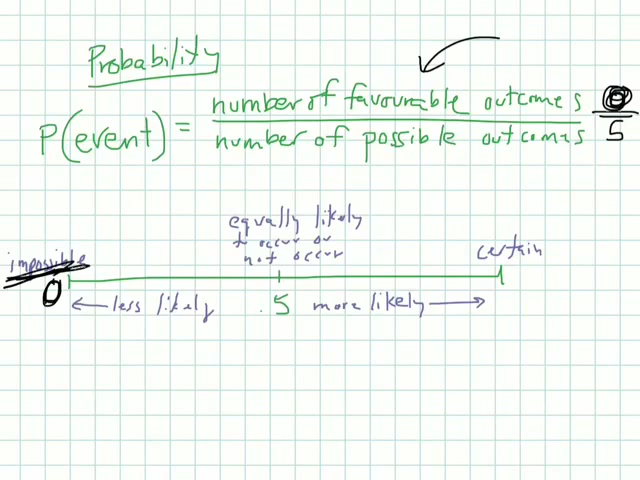 Probability
P(event) = number of favourable outcomes
number of possible outcomes
5
equally likely
to occur or
not occur
impossible
certain
0
less likely
.5
more likely
1